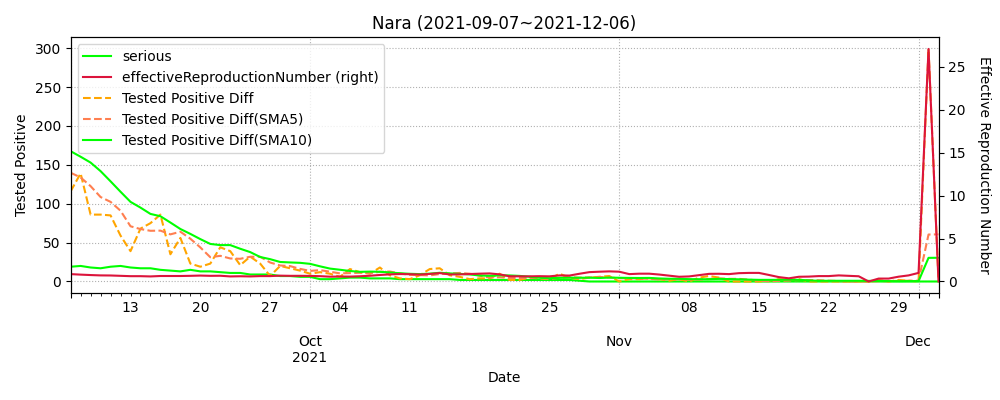 Nara (2021-09-07~2021-12-06)
serious
effectiveReproductionNumber (right)
Tested Positive Diff
Tested Positive Diff(SMA5)
Tested Positive Diff(SMA10)
Tested Positive
300
250
200
150
100
50
0
Effective Reproduction Number
25
20
15
10
5
0
13 20 27 04 11 18 25 08 15 22 29
Oct Nov Dec
2021
Date